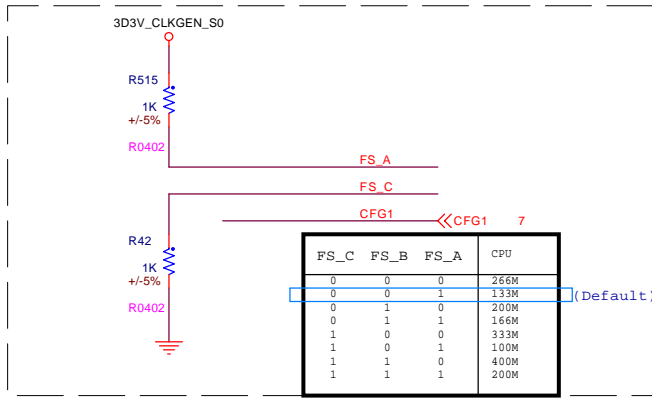 3D3V_CLKGEN_S0
R515
1K
+/-5%
R0402
FS_A
FS_C
CFG1
CFG1 7
R42
1K
+/-5%
R0402
FS_C FS_B FS_A CPU
0 0 0 266M
0 0 1 133M (Default)
0 1 0 200M
0 1 1 166M
1 0 0 333M
1 0 1 100M
1 1 0 400M
1 1 1 200M